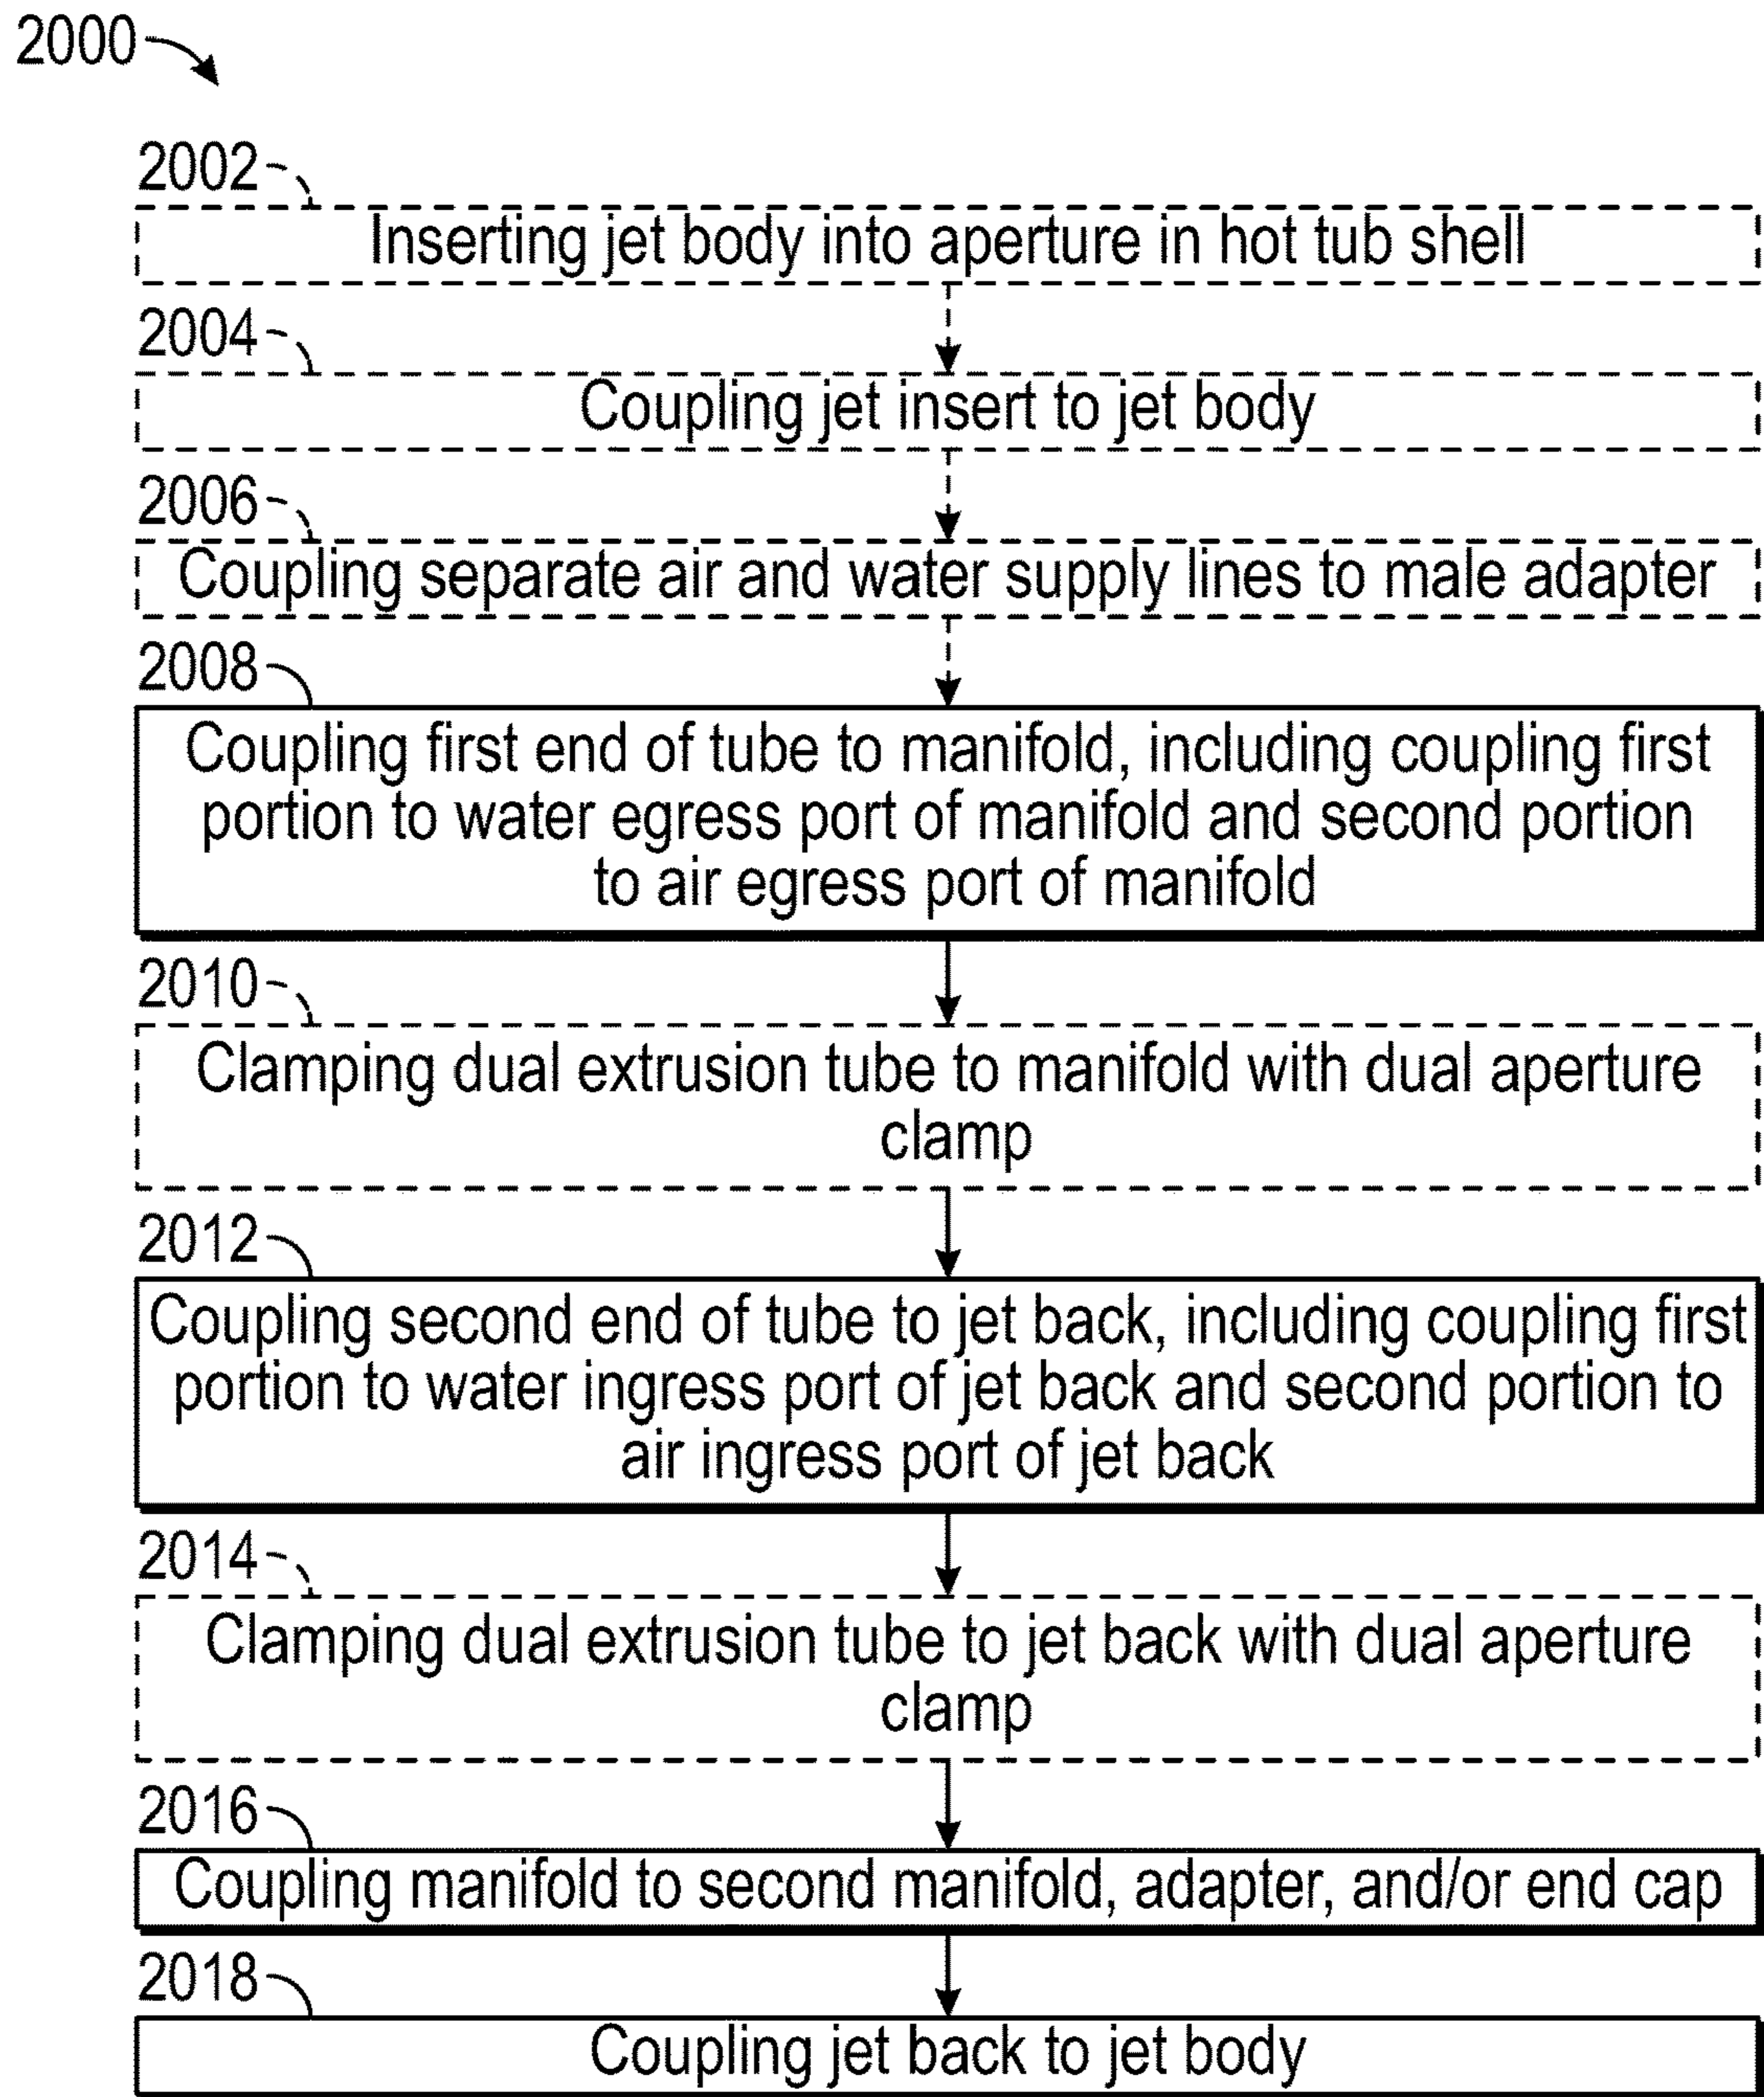 2000
2002
Inserting jet body into aperture in hot tub shell
2004
Coupling jet insert to jet body
2006
Coupling separate air and water supply lines to male adapter
2008
Coupling first end of tube to manifold, including coupling first
portion to water egress port of manifold and second portion
to air egress port of manifold
2010
Clamping dual extrusion tube to manifold with dual aperture
clamp
2012
Coupling second end of tube to jet back, including coupling first
portion to water ingress port of jet back and second portion to
air ingress port of jet back
2014
Clamping dual extrusion tube to jet back with dual aperture
clamp
2016
Coupling manifold to second manifold, adapter, and/or end cap
2018
Coupling jet back to jet body